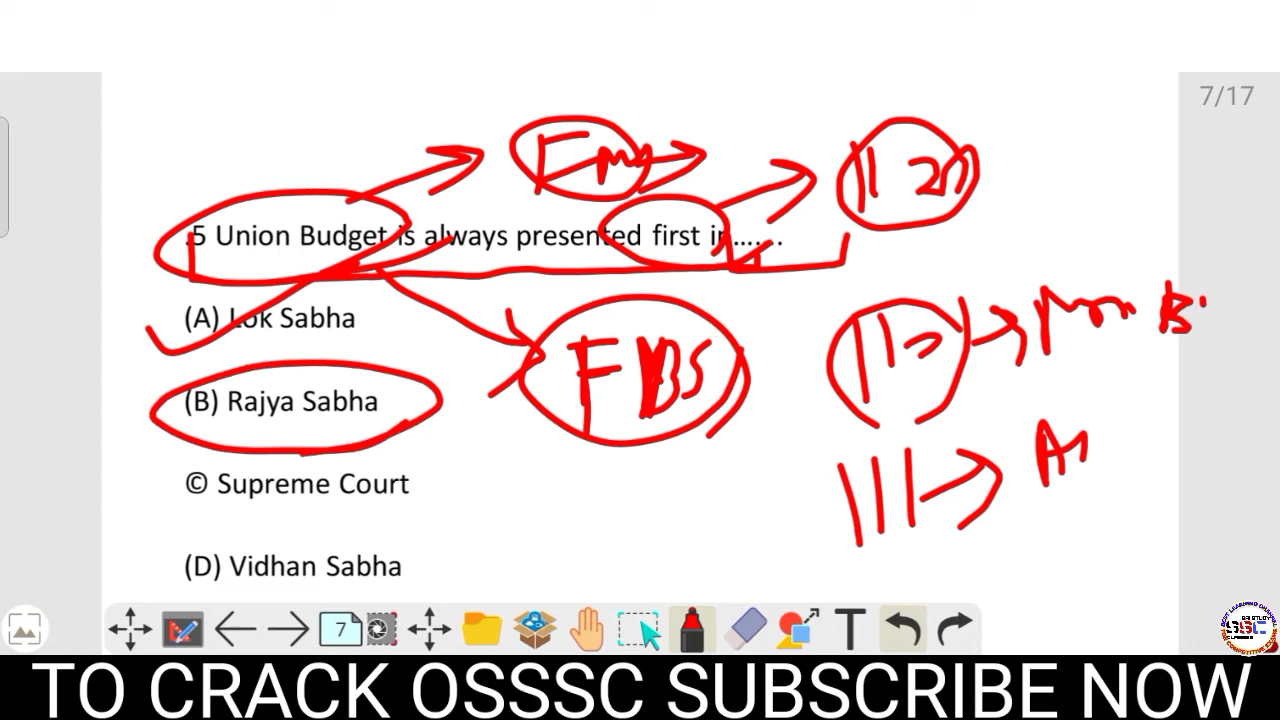 7/17
.5 Union Budget is always presented first in......
(A) Lok Sabha
(B) Rajya Sabha
© Supreme Court
(D) Vidhan Sabha
7
T
TO CRACK OSSSC SUBSCRIBE NOW